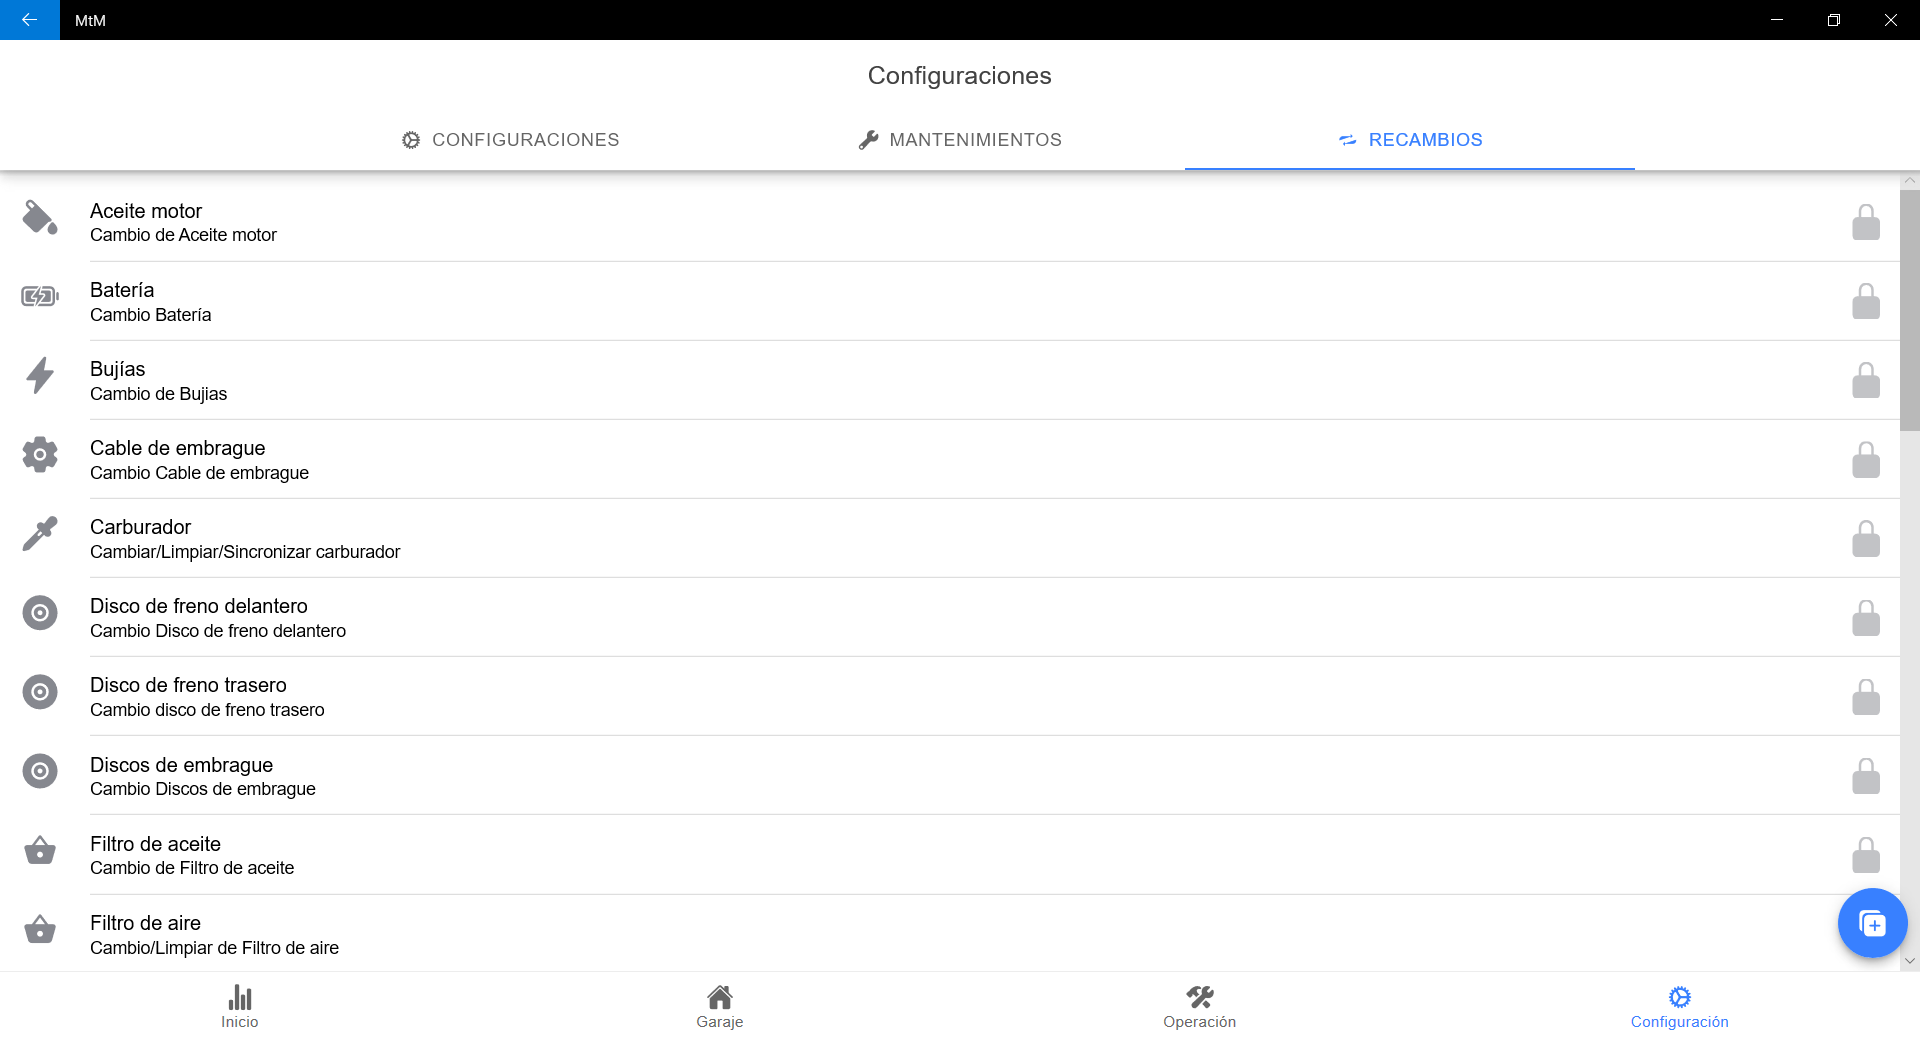 MtM
Configuraciones
CONFIGURACIONES
MANTENIMIENTOS
RECAMBIOS
Aceite motor
Cambio de Aceite motor
Batería
Cambio Batería
Bujías
Cambio de Bujias
Cable de embrague
Cambio Cable de embrague
Carburador
Cambiar/Limpiar/Sincronizar carburador
Disco de freno delantero
Cambio Disco de freno delantero
Disco de freno trasero
Cambio disco de freno trasero
Discos de embrague
Cambio Discos de embrague
Filtro de aceite
Cambio de Filtro de aceite
Filtro de aire
Cambio/Limpiar de Filtro de aire
Inicio
Garaje
Operación
Configuración